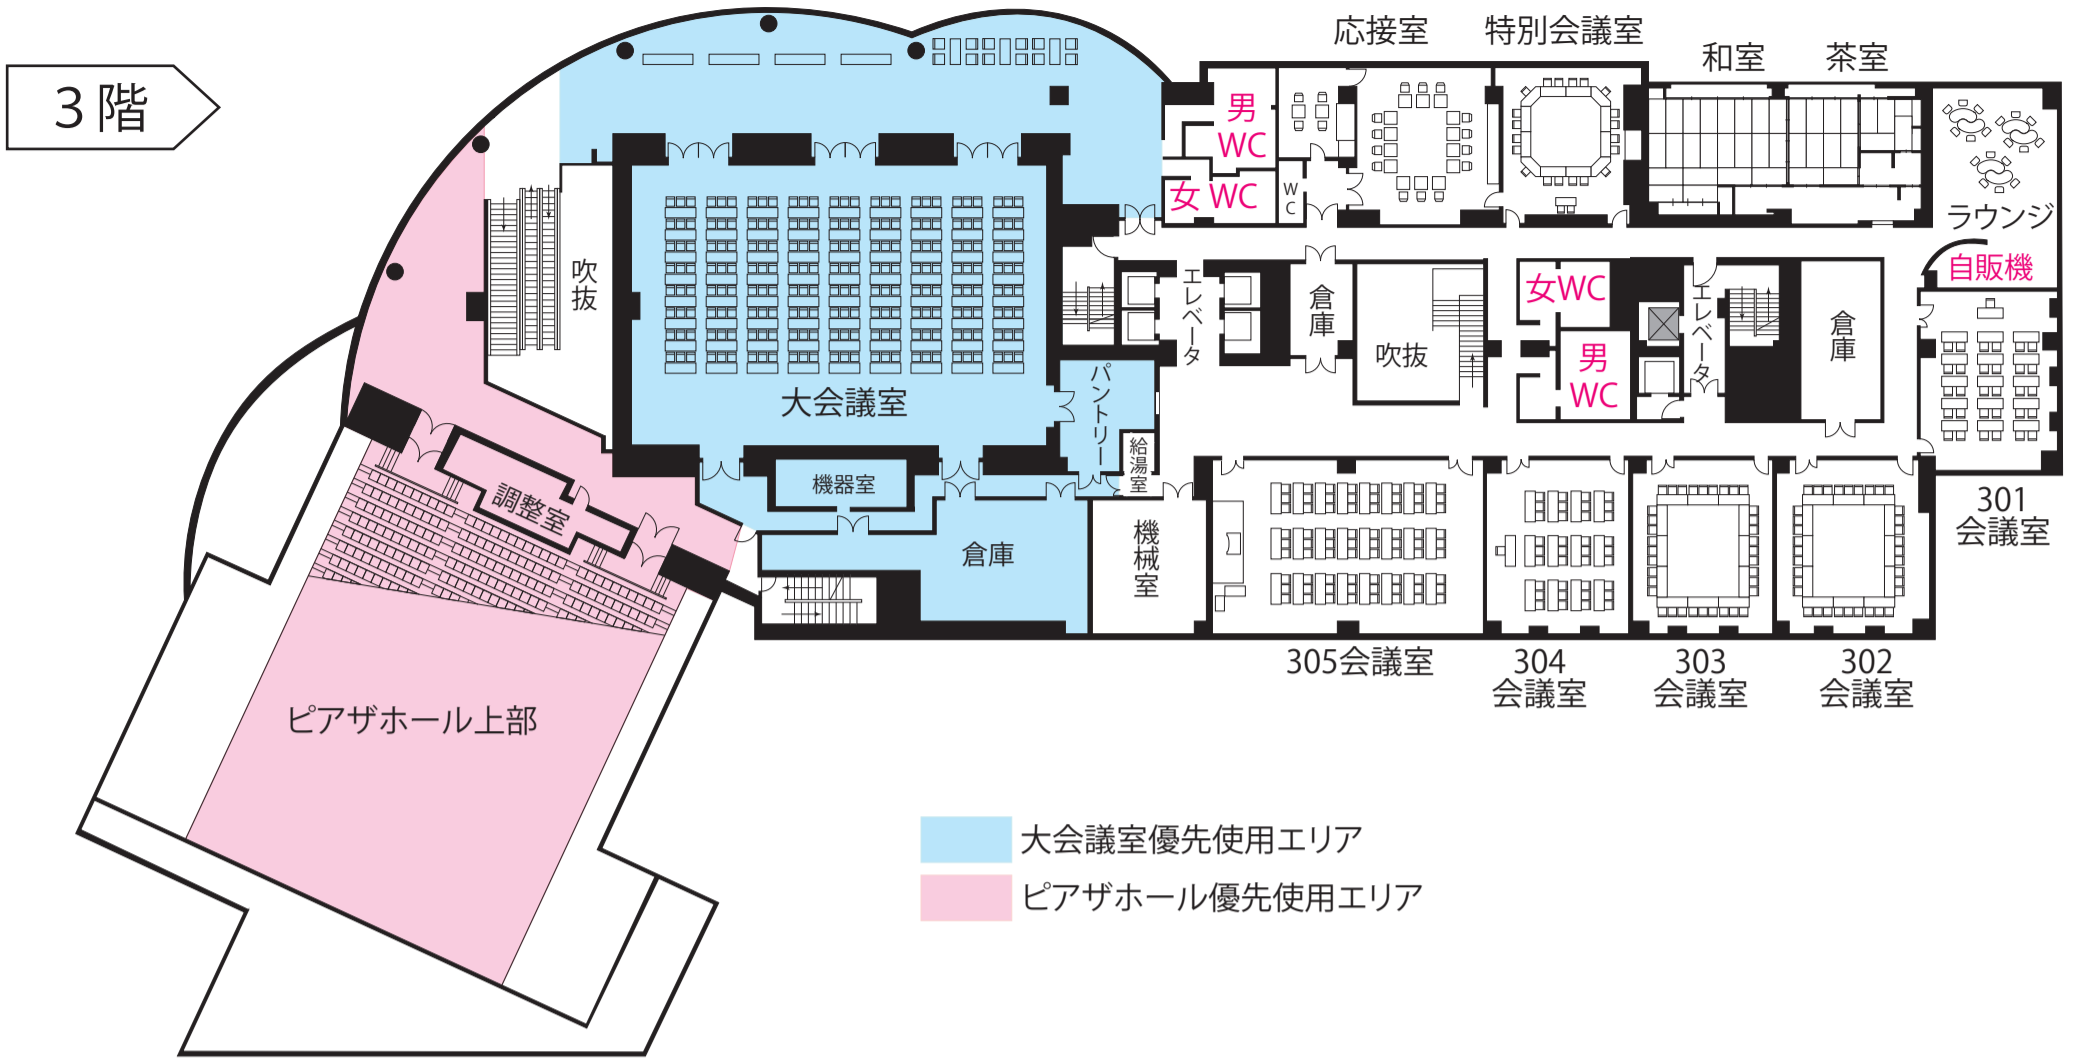 3階
応接室
特別会議室
和室
茶室
男
WC
女WC
WC
ラウンジ
自販機
吹抜
エレベータ
倉庫
吹抜
女WC
男
WC
エレベータ
倉庫
大会議室
パントリー
給湯室
機器室
調整室
倉庫
機械室
301
会議室
305会議室
304
会議室
303
会議室
302
会議室
ピアザホール上部
大会議室優先使用エリア
ピアザホール優先使用エリア